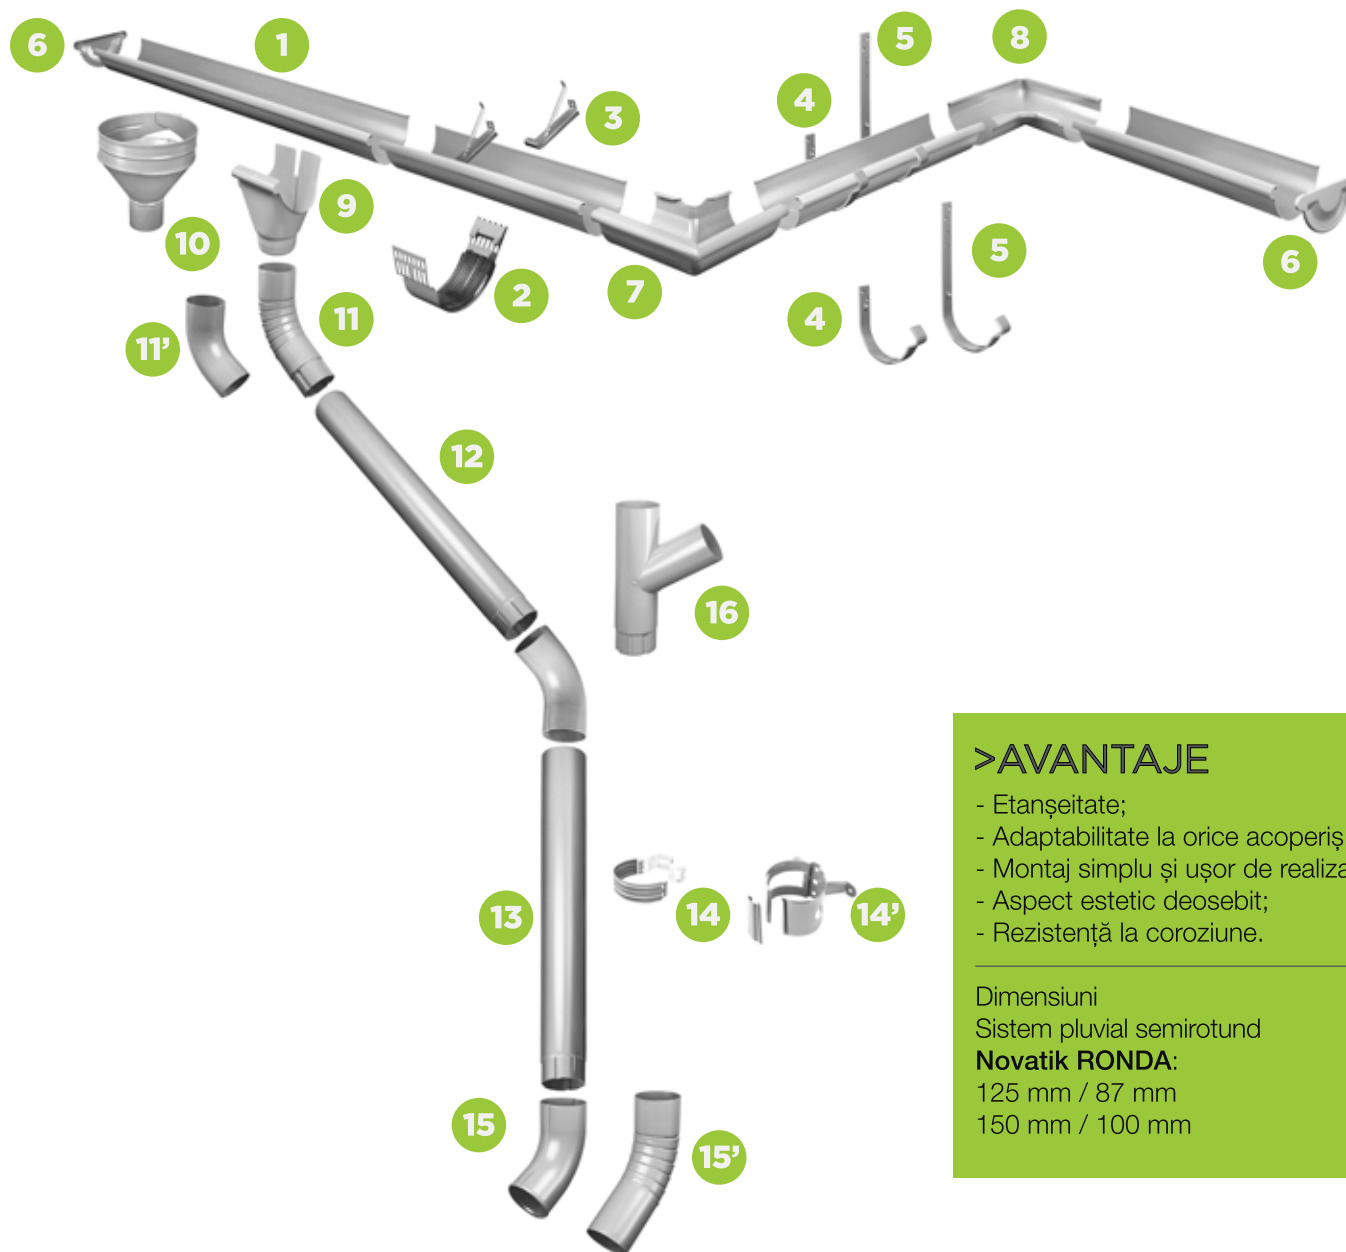 6
1
5
8
4
3
9
10
5
6
2
7
4
11
11’
12
16
13
14
14’
15
15’
>AVANTAJE
- Etanșeitate;
- Adaptabilitate la orice acoperiș
- Montaj simplu și ușor de realiza
- Aspect estetic deosebit;
- Rezistență la coroziune.
Dimensiuni
Sistem pluvial semirotund
Novatik RONDA:
125 mm / 87 mm
150 mm / 100 mm